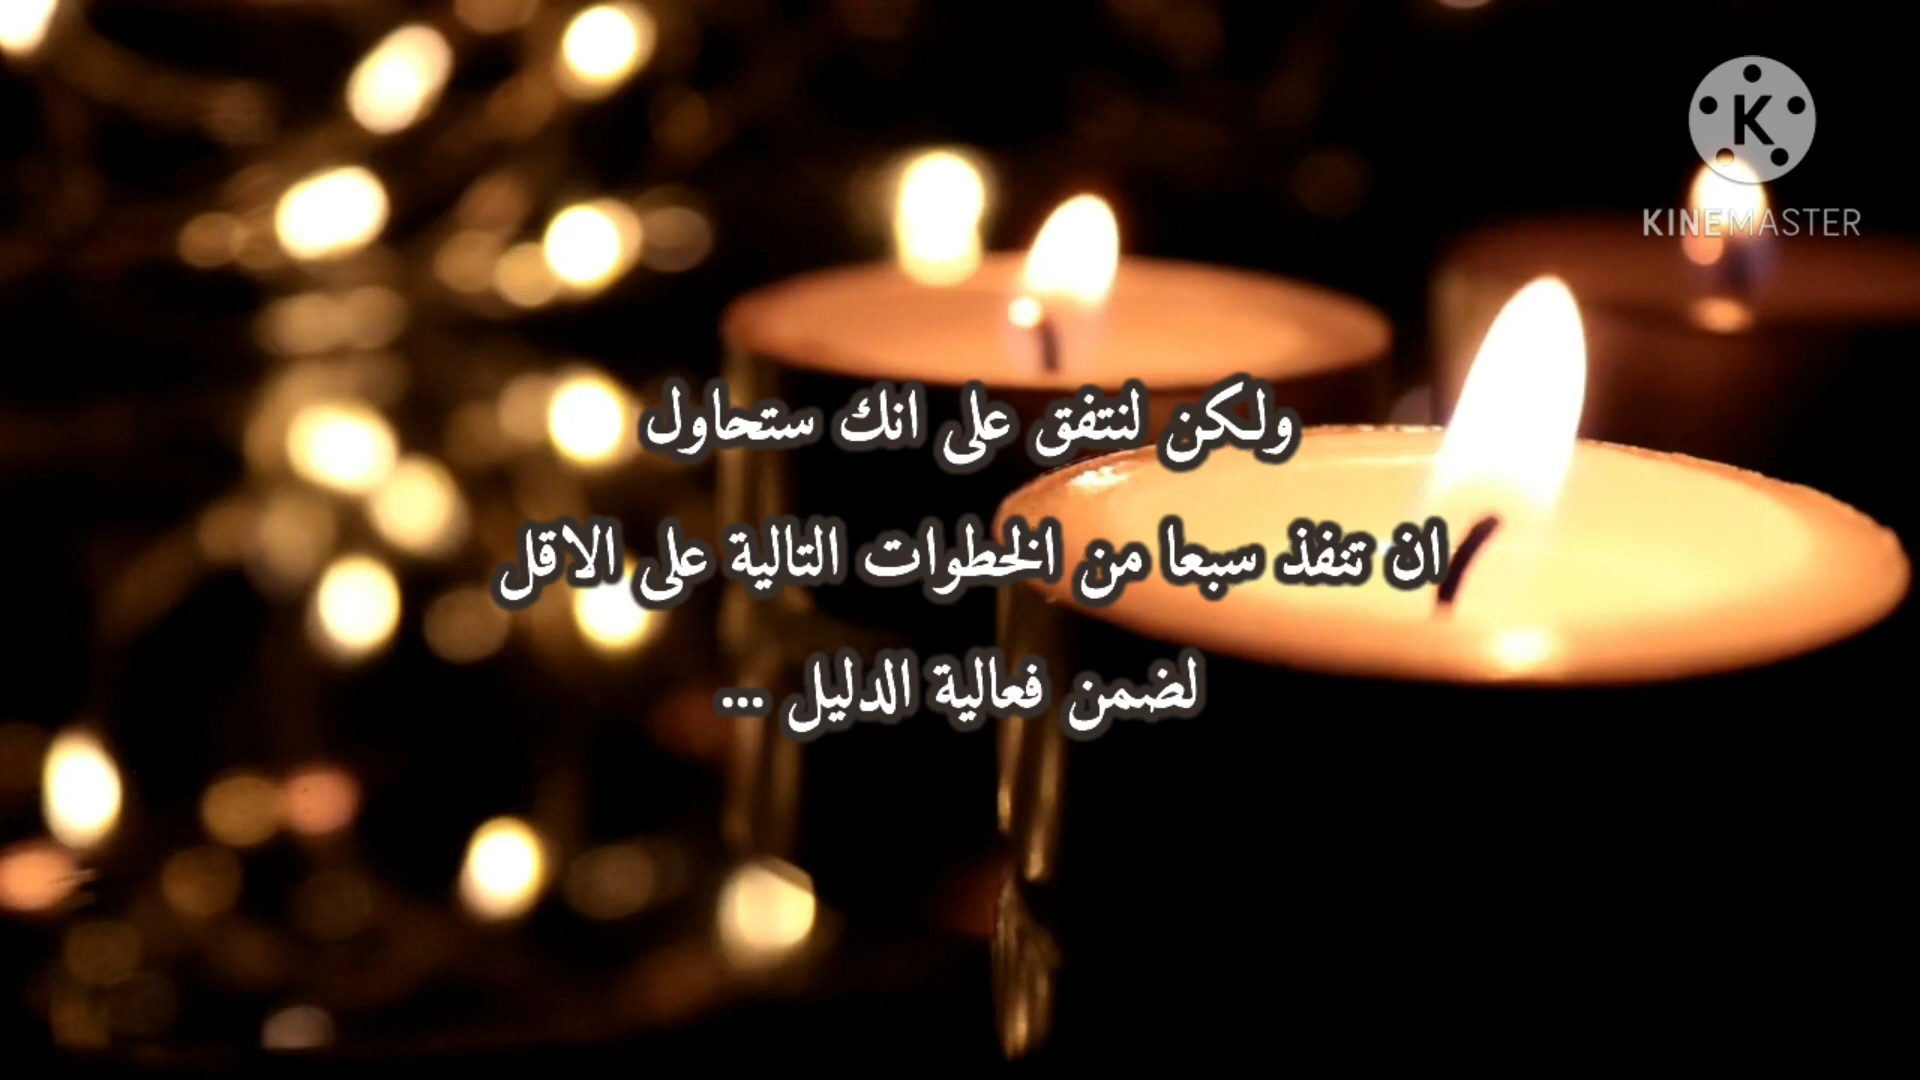 K
KINEMASTER
ولكن لنتفق على انك ستحاول
ان تنفذ سبعا من الخطوات التالية على الاقل
لضمن فعالية الدليل ...